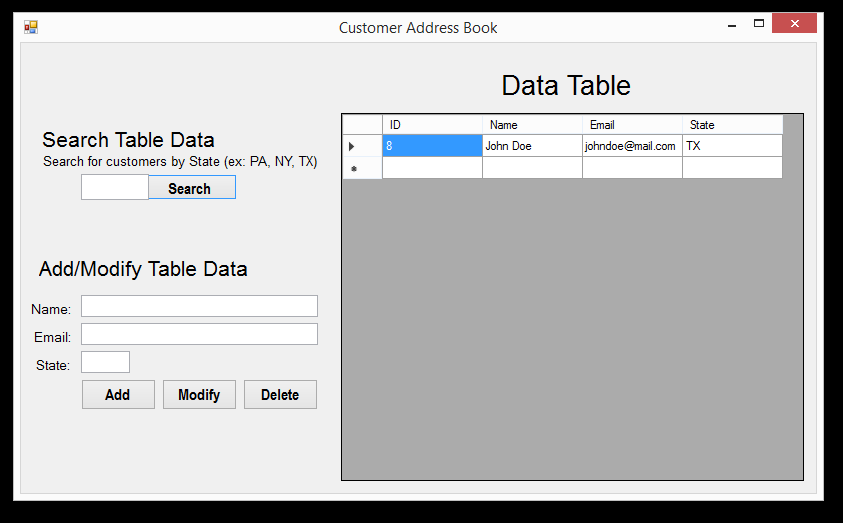 Customer Address Book
Data Table
Search Table Data
Search for customers by State (ex: PA, NY, TX)
Search
Add/Modify Table Data
Name:
Email:
State:
Add Modify Delete
ID Name Email State
8 John Doe johndoe@mail.com TX